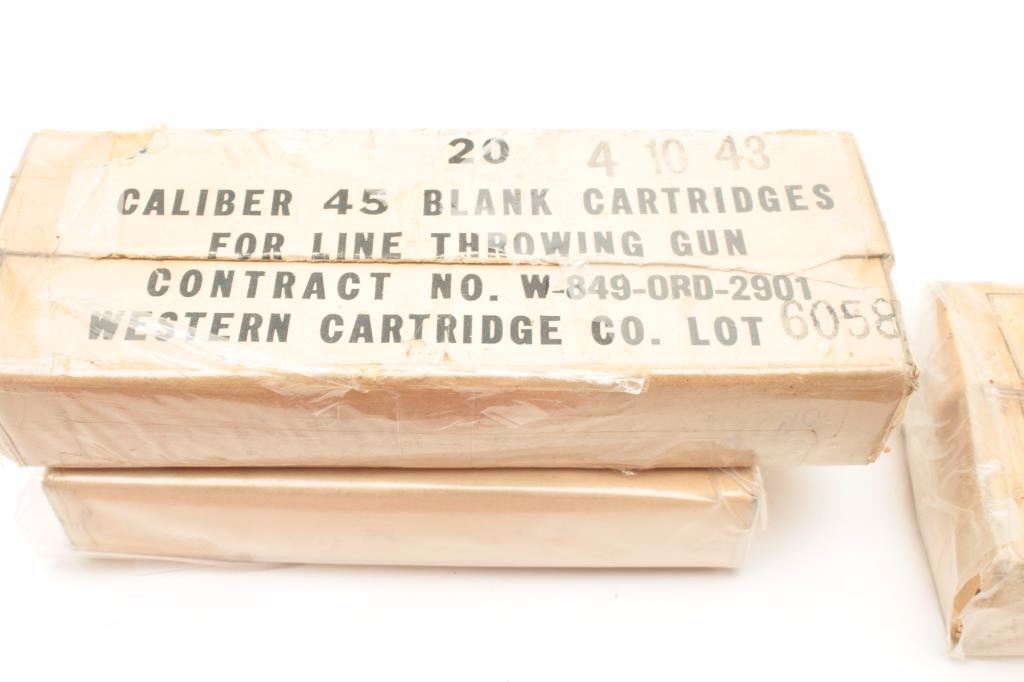 20 4 10 43
CALIBER 45 BLANK CARTRIDGES
FOR LINE THROWING GUN
CONTRACT NO. W-849-ORD-2901
WESTERN CARTRIDGE CO. LOT 6058